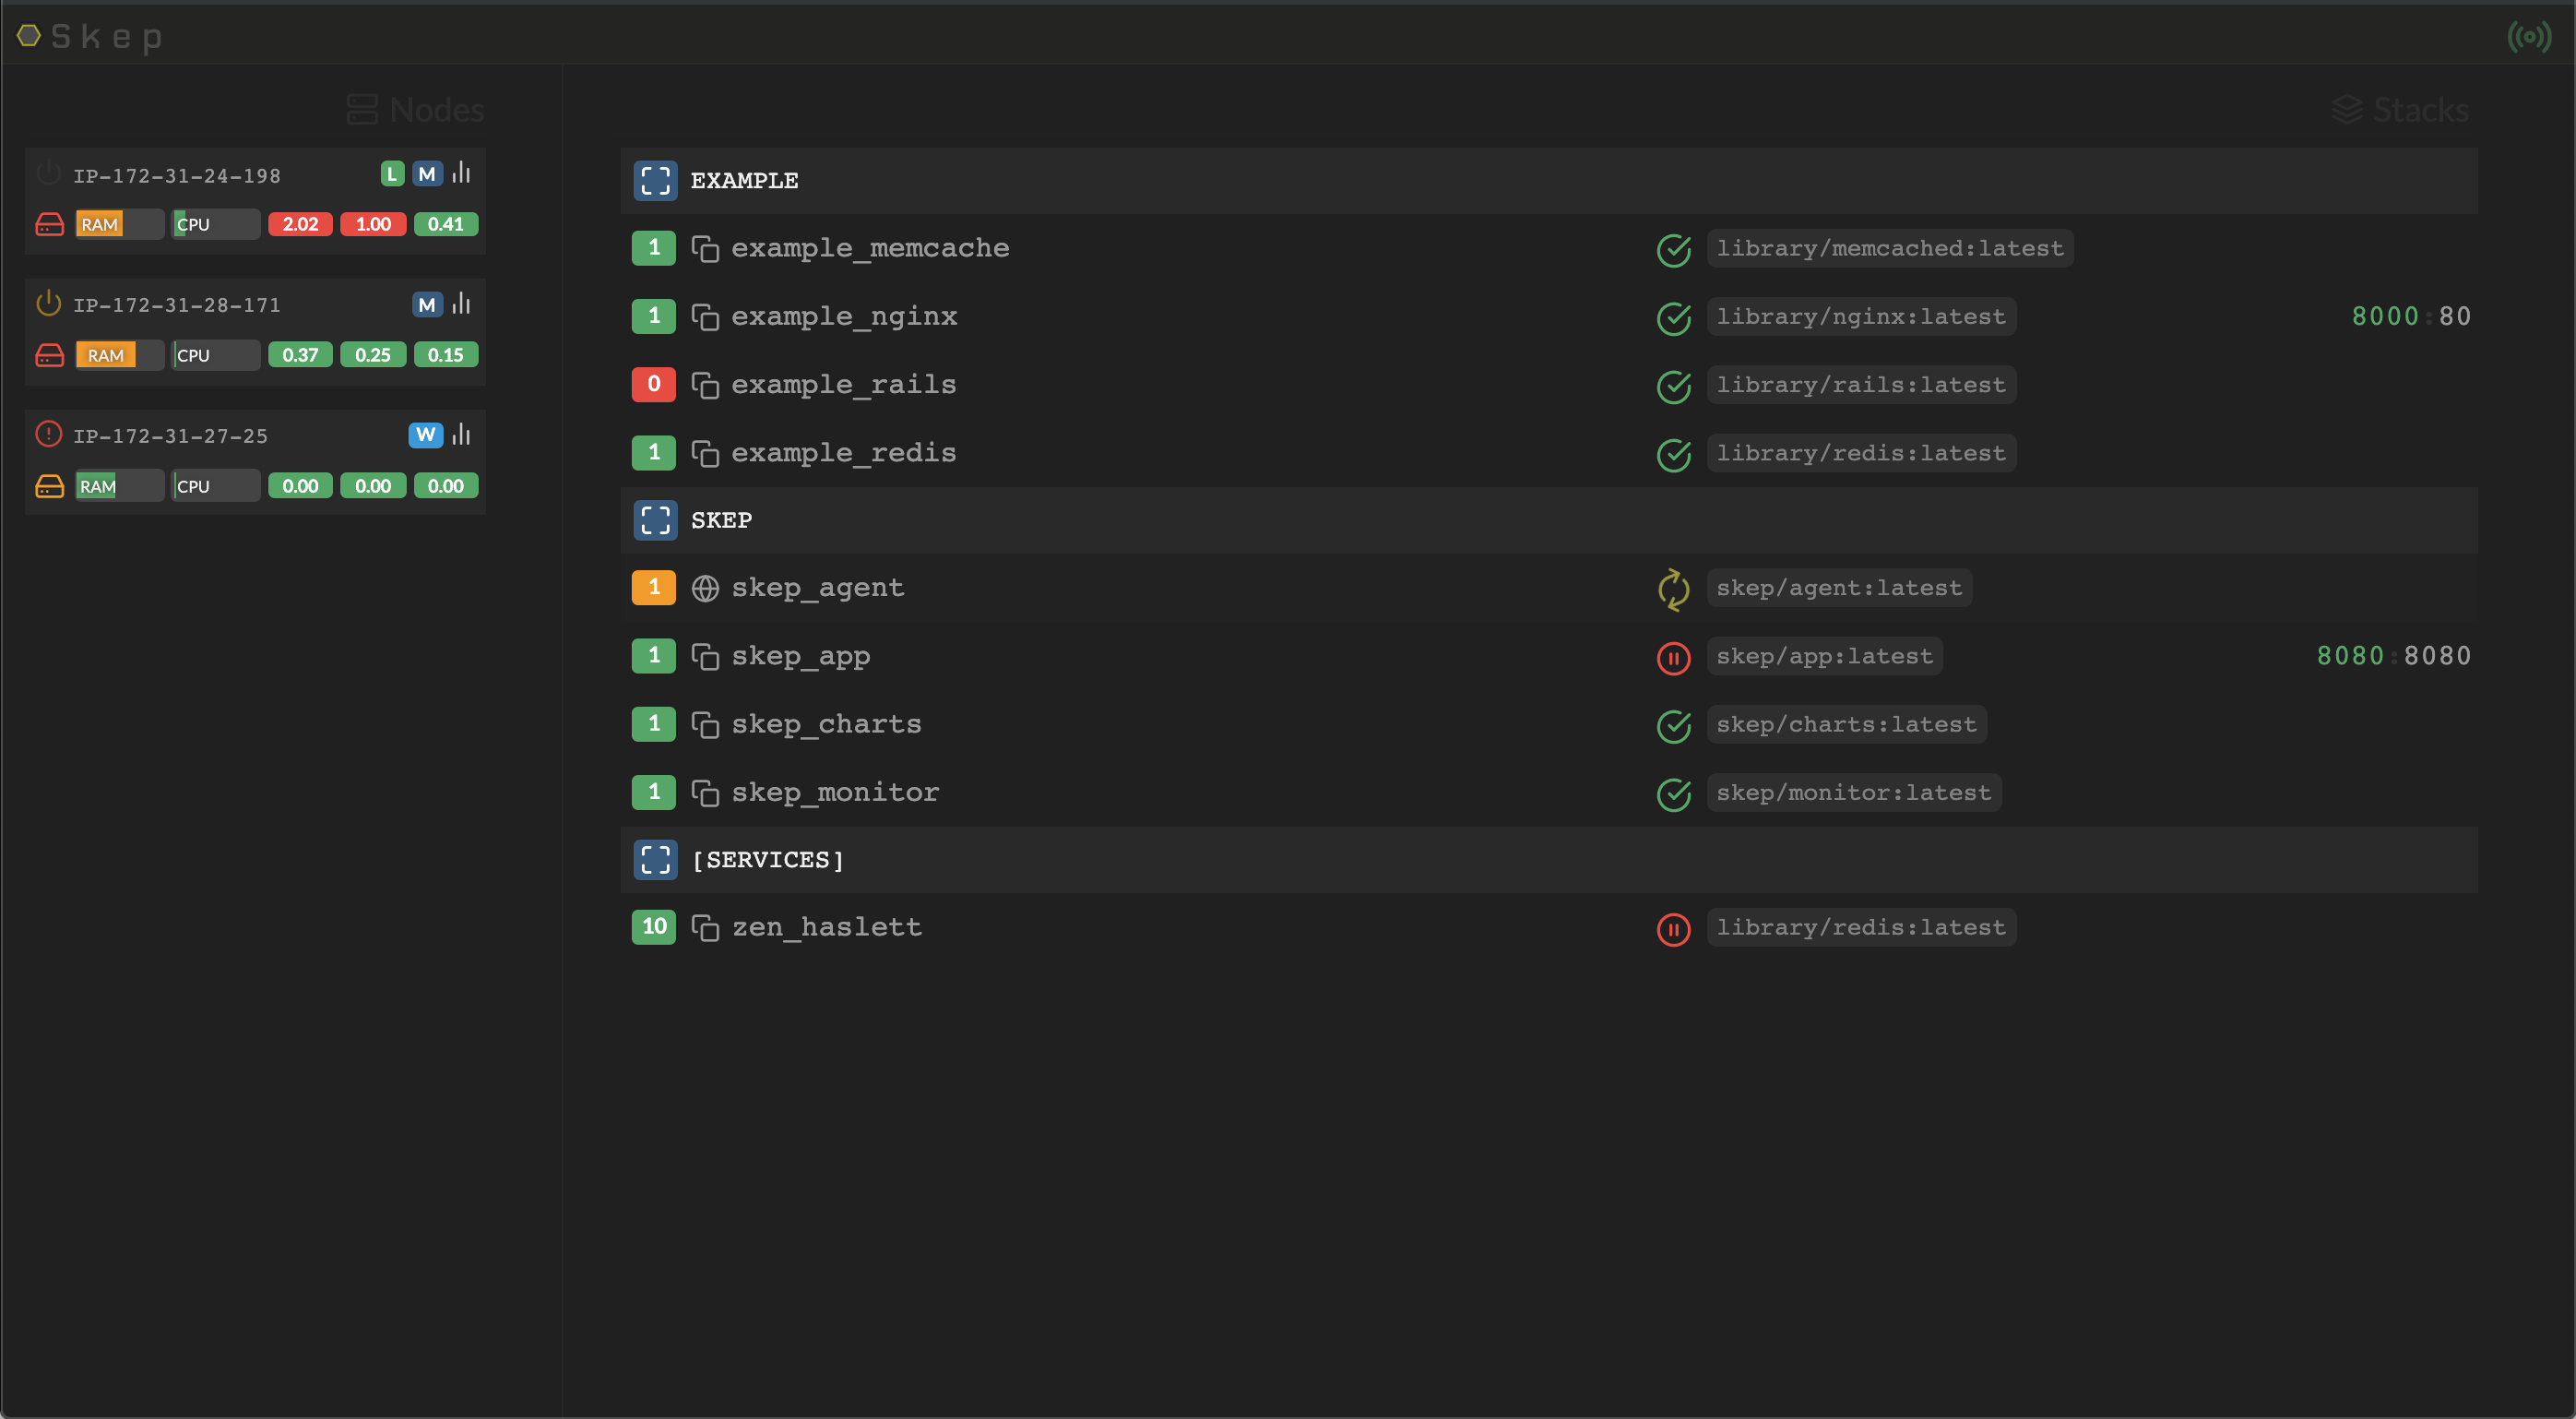 Skep
Nodes
IP-172-31-24-198 L M
RAM CPU 2.02 1.00 0.41
IP-172-31-28-171 M
RAM CPU 0.37 0.25 0.15
IP-172-31-27-25 W
RAM CPU 0.00 0.00 0.00
Stacks
EXAMPLE
1 example_memcache library/memcached:latest
1 example_nginx library/nginx:latest 8000:80
0 example_rails library/rails:latest
1 example_redis library/redis:latest
SKEP
1 skep_agent skep/agent:latest
1 skep_app skep/app:latest 8080:8080
1 skep_charts skep/charts:latest
1 skep_monitor skep/monitor:latest
[SERVICES]
10 zen_haslett library/redis:latest